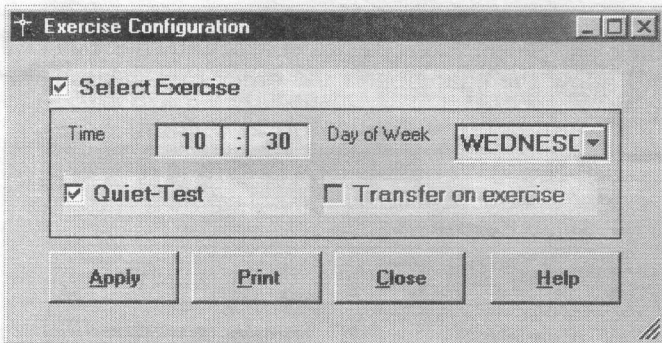 Exercise Configuration
Select Exercise
Time 10 : 30 Day of Week WEDNESD
Quiet-Test Transfer on exercise
Apply Print Close Help